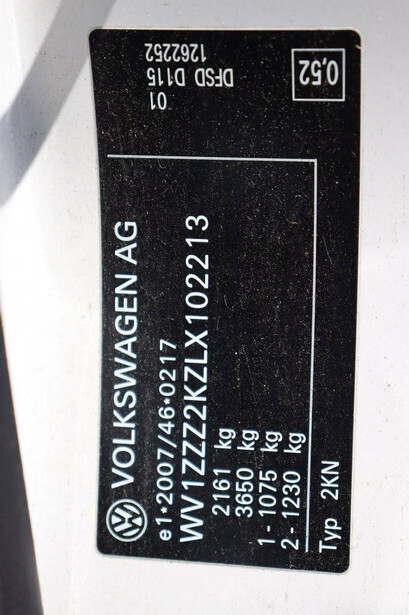 VOLKSWAGEN AG
e1*2007/46*0217
WV1ZZZ2KZLX102213
2161 kg
3650 kg
1 - 1075 kg
2 - 1230 kg
Typ 2KN
01
DFSD D115
1262252
0,52